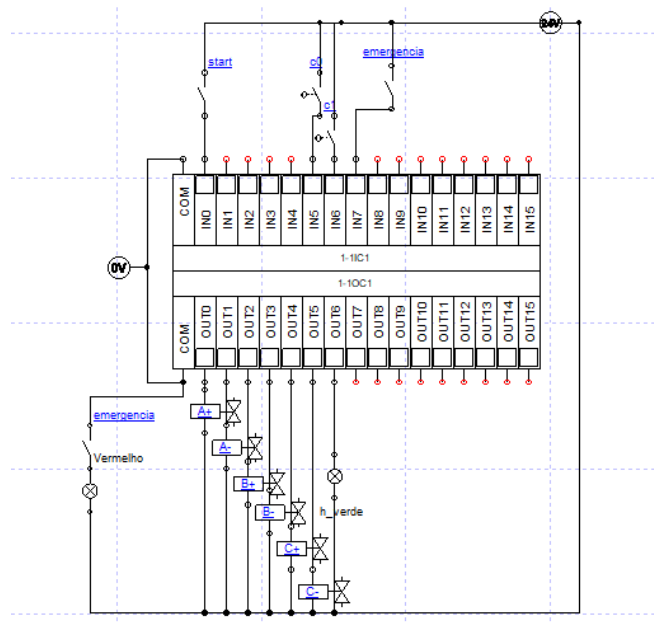 24V
emergencia
start
c0
c1
COM IN0 IN1 IN2 IN3 IN4 IN5 IN6 IN7 IN8 IN9 IN10 IN11 IN12 IN13 IN14 IN15
1-1IC1
0V
1-1OC1
COM OUT0 OUT1 OUT2 OUT3 OUT4 OUT5 OUT6 OUT7 OUT8 OUT9 OUT10 OUT11 OUT12 OUT13 OUT14 OUT15
emergencia
A+
A-
Vermelho
B+
B-
h_verde
C+
C-